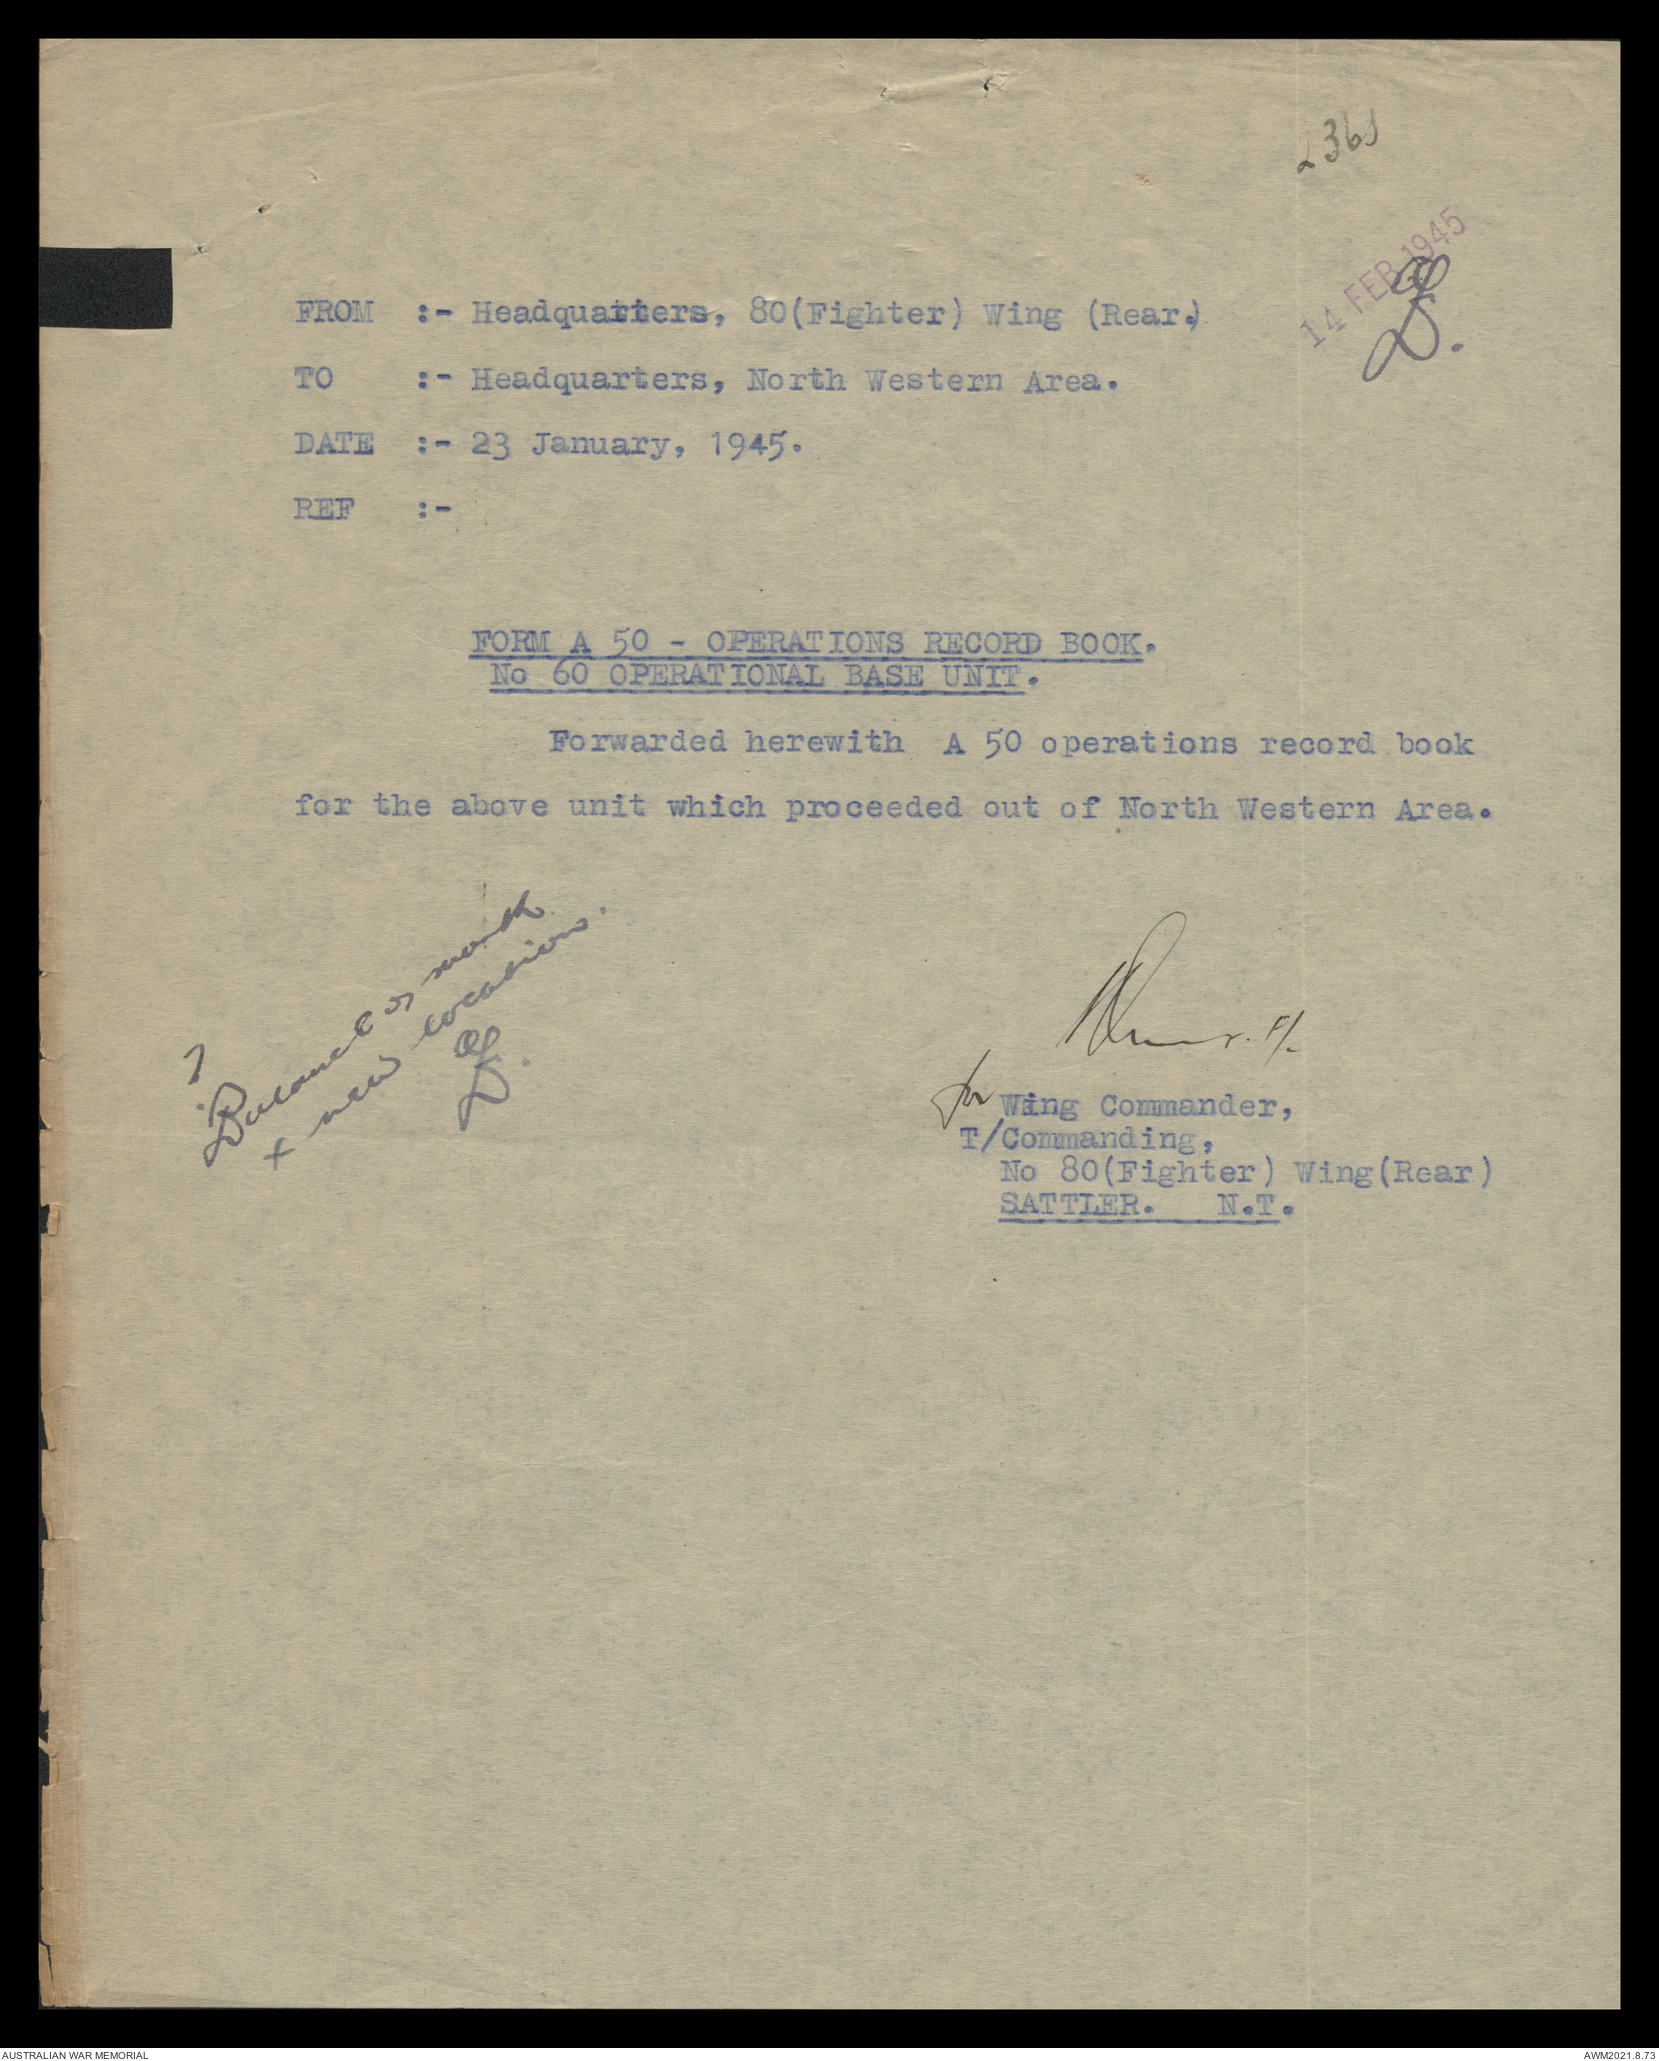 14 FEB 1945
FROM :- Headquarters, 80(Fighter) Wing (Rear.)
TO :- Headquarters, North Western Area.
DATE :- 23 January, 1945.
REF :-
FORM A 50 - OPERATIONS RECORD BOOK.
No 60 OPERATIONAL BASE UNIT.
Forwarded herewith A 50 operations record book
for the above unit which proceeded out of North Western Area.
?
Balance of month
+ new location.
for Wing Commander,
T/Commanding,
No 80(Fighter) Wing(Rear)
SATTLER. N.T.
AUSTRALIAN WAR MEMORIAL
AWM2021.8.73